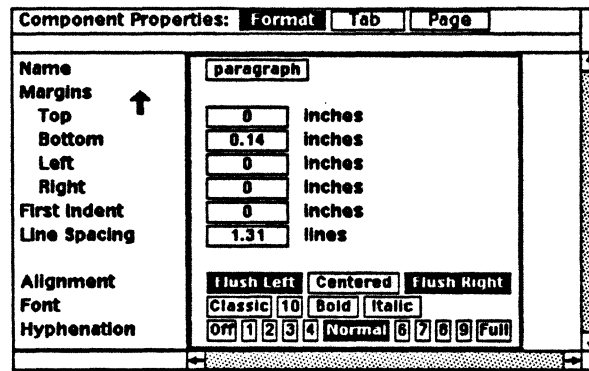 Component Properties: Format Tab Page
Name paragraph
Margins
Top 0 inches
Bottom 0.14 inches
Left 0 inches
Right 0 inches
First Indent 0 inches
Line Spacing 1.31 lines
Alignment Flush Left Centered Flush Right
Font Classic 10 Bold Italic
Hyphenation Off 1 2 3 4 Normal 6 7 8 9 Full